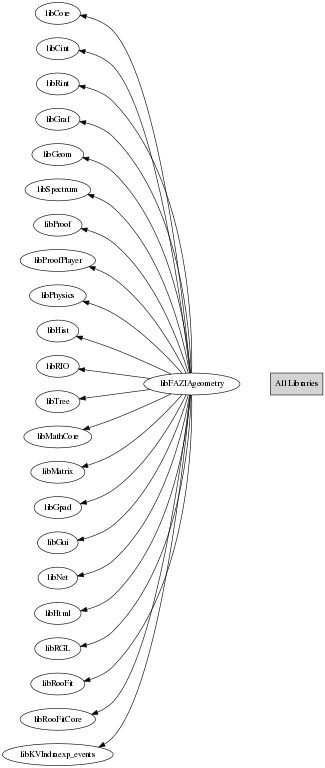 libCore
libCint
libRint
libGraf
libGeom
libSpectrum
libProof
libProofPlayer
libPhysics
libHist
libRIO
libFAZIAgeometry
All Libraries
libTree
libMathCore
libMatrix
libGpad
libGui
libNet
libHtml
libRGL
libRooFit
libRooFitCore
libKVIndraexp_events